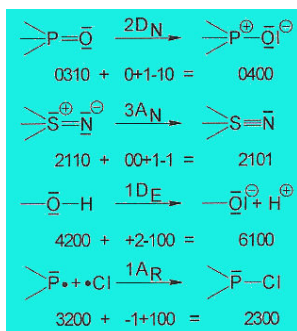 P=O 2D_N P⊕–O⊖
0310 + 0+1-10 = 0400
S⊕=N⊖ 3A_N S≡N
2110 + 00+1-1 = 2101
–O–H 1D_E –O⊖ + H⊕
4200 + +2-100 = 6100
P• + •Cl 1A_R P–Cl
3200 + -1+100 = 2300